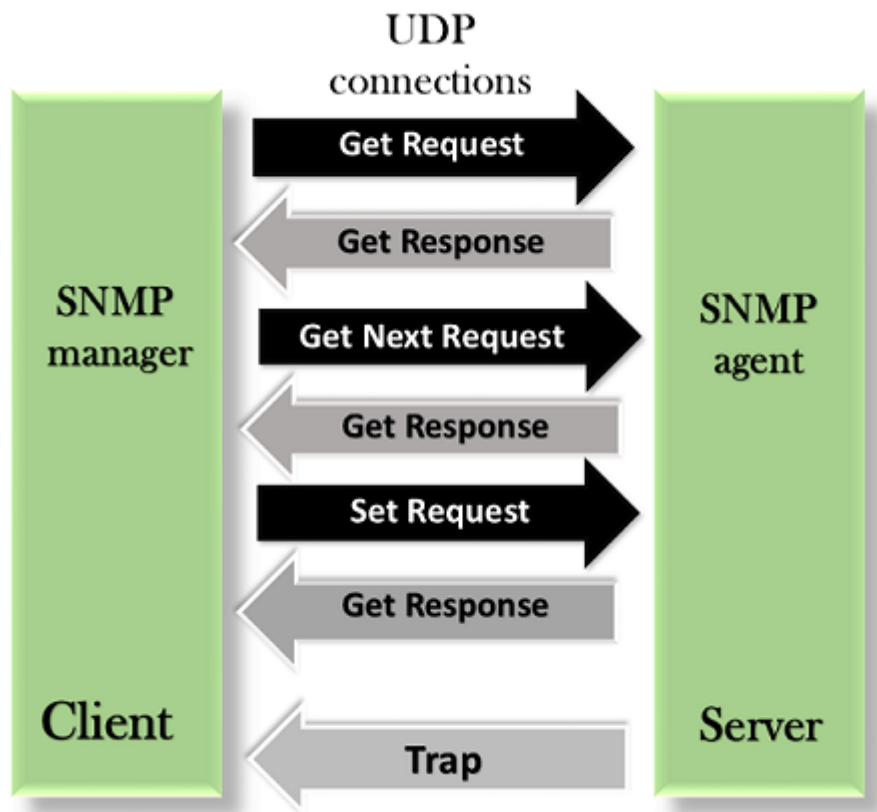 UDP
connections
Get Request
Get Response
SNMP
manager
Get Next Request
SNMP
agent
Get Response
Set Request
Get Response
Client
Server
Trap